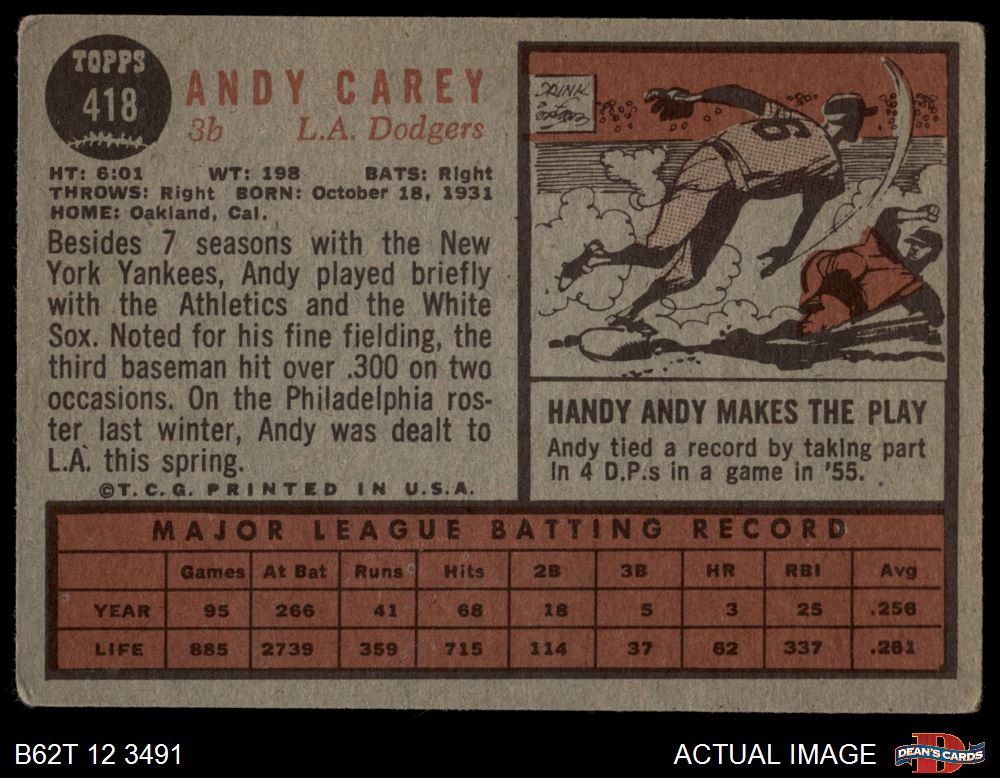 TOPPS
418
ANDY CAREY
3b L.A. Dodgers
HT: 6:01 WT: 198 BATS: Right
THROWS: Right BORN: October 18, 1931
HOME: Oakland, Cal.
Besides 7 seasons with the New
York Yankees, Andy played briefly
with the Athletics and the White
Sox. Noted for his fine fielding, the
third baseman hit over .300 on two
occasions. On the Philadelphia ros-
ter last winter, Andy was dealt to
L.A. this spring.
©T.C.G. PRINTED IN U.S.A.
DRINK
6
HANDY ANDY MAKES THE PLAY
Andy tied a record by taking part
in 4 D.P.s in a game in '55.
MAJOR LEAGUE BATTING RECORD
Games At Bat Runs Hits 2B 3B HR RBI Avg
YEAR 95 266 41 68 18 5 3 25 .256
LIFE 885 2739 359 715 114 37 62 337 .261
B62T 12 3491
ACTUAL IMAGE
D
DEAN'S CARDS